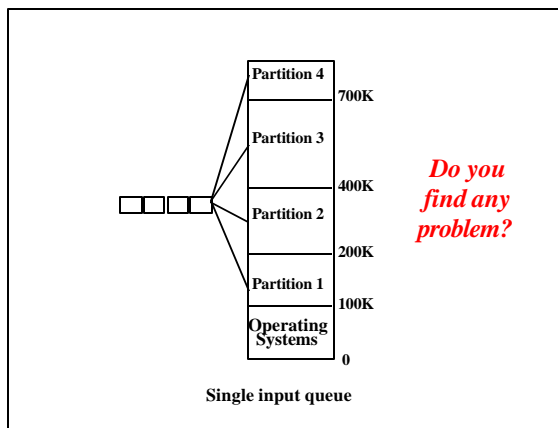 Partition 4
700K
Partition 3
Do you
find any
problem?
400K
Partition 2
200K
Partition 1
100K
Operating
Systems
0
Single input queue